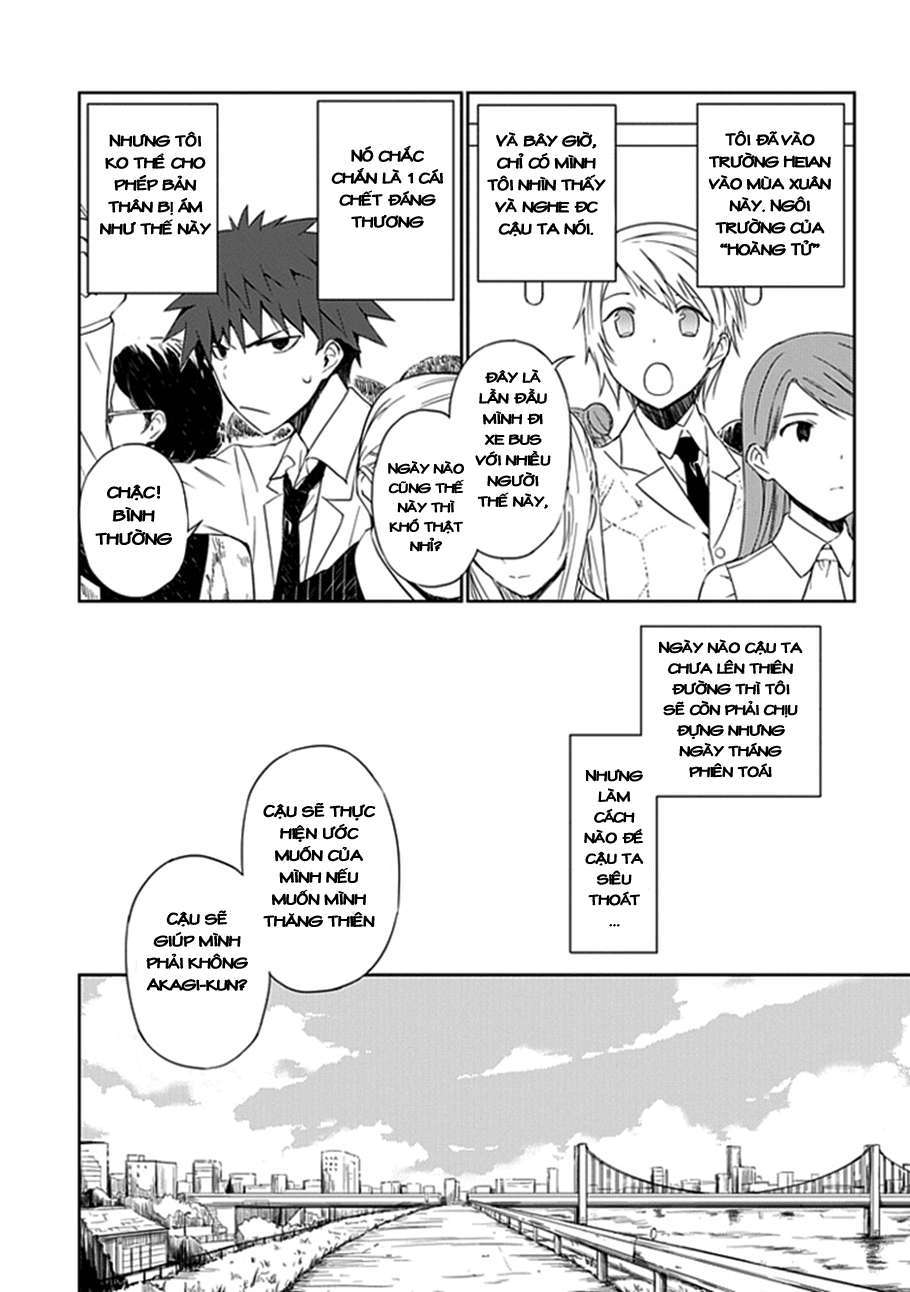 TÔI ĐÃ VÀO
TRƯỜNG HEIAN
VÀO MÙA XUÂN
NÀY. NGÔI
TRƯỜNG CỦA
“HOÀNG TỬ”
VÀ BÂY GIỜ,
CHỈ CÓ MÌNH
TÔI NHÌN THẤY
VÀ NGHE ĐC
CẬU TA NÓI.
ĐÂY LÀ
LẦN ĐẦU
MÌNH ĐI
XE BUS
VỚI NHIỀU
NGƯỜI
THẾ NÀY,
NGÀY NÀO
CŨNG THẾ
NÀY THÌ
KHỔ THẬT
NHỈ?
NÓ CHẮC
CHẮN LÀ 1 CÁI
CHẾT ĐÁNG
THƯƠNG
NHƯNG TÔI
KO THỂ CHO
PHÉP BẢN
THÂN BỊ ÁM
NHƯ THẾ NÀY
CHẬC!
BÌNH
THƯỜNG
NGÀY NÀO CẬU TA
CHƯA LÊN THIÊN
ĐƯỜNG THÌ TÔI
SẼ CÒN PHẢI CHỊU
ĐỰNG NHƯNG
NGÀY THÁNG
PHIÊN TOÁI
NHƯNG
LÀM
CÁCH
NÀO ĐỂ
CẬU TA
SIÊU
THOÁT
...
CẬU SẼ THỰC
HIỆN ƯỚC
MUỐN CỦA
MÌNH NẾU
MUỐN MÌNH
THĂNG THIÊN
CẬU SẼ
GIÚP MÌNH
PHẢI KHÔNG
AKAGI-KUN?